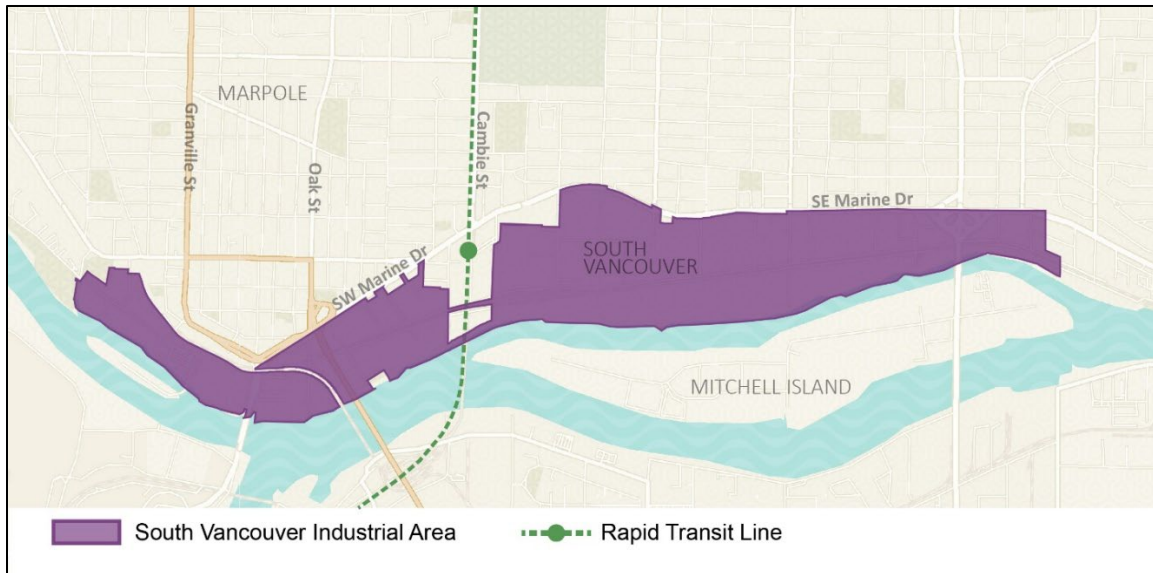 MARPOLE
Granville St
Oak St
Cambie St
SW Marine Dr
SE Marine Dr
SOUTH
VANCOUVER
MITCHELL ISLAND
South Vancouver Industrial Area
Rapid Transit Line